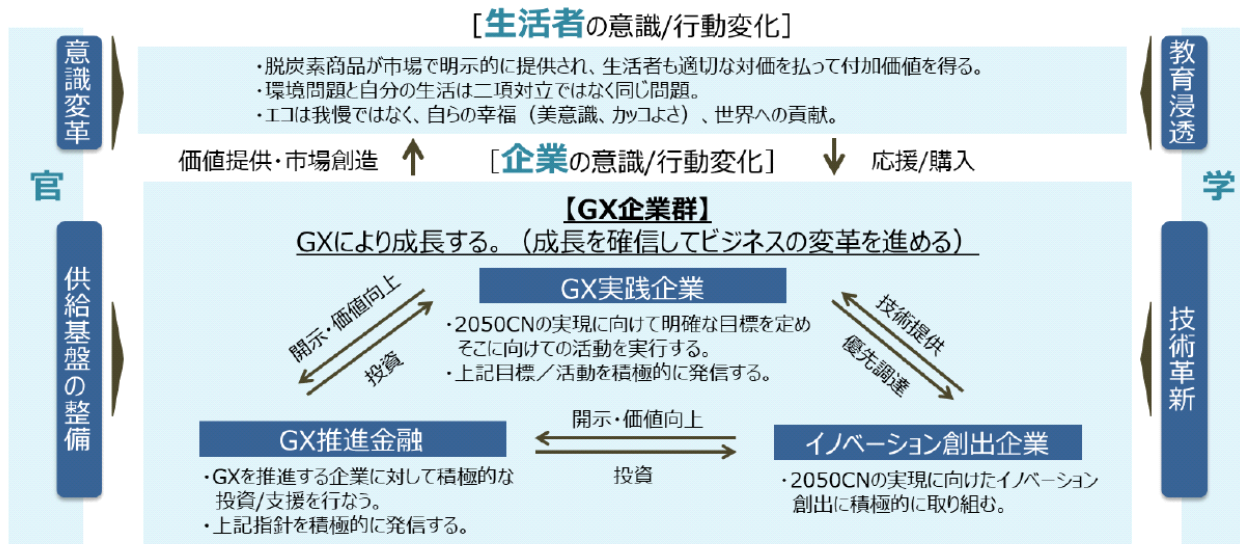 [生活者の意識/行動変化]
官
学
意識変革
教育浸透
・脱炭素商品が市場で明示的に提供され、生活者も適切な対価を払って付加価値を得る。
・環境問題と自分の生活は二項対立ではなく同じ問題。
・エコは我慢ではなく、自らの幸福（美意識、カッコよさ）、世界への貢献。
価値提供・市場創造
[企業の意識/行動変化]
応援/購入
供給基盤の整備
技術革新
【GX企業群】
GXにより成長する。（成長を確信してビジネスの変革を進める）
GX実践企業
・2050CNの実現に向けて明確な目標を定め
そこに向けての活動を実行する。
・上記目標／活動を積極的に発信する。
開示・価値向上
投資
技術提供
優先調達
GX推進金融
・GXを推進する企業に対して積極的な
投資/支援を行なう。
・上記指針を積極的に発信する。
開示・価値向上
投資
イノベーション創出企業
・2050CNの実現に向けたイノベーション
創出に積極的に取り組む。